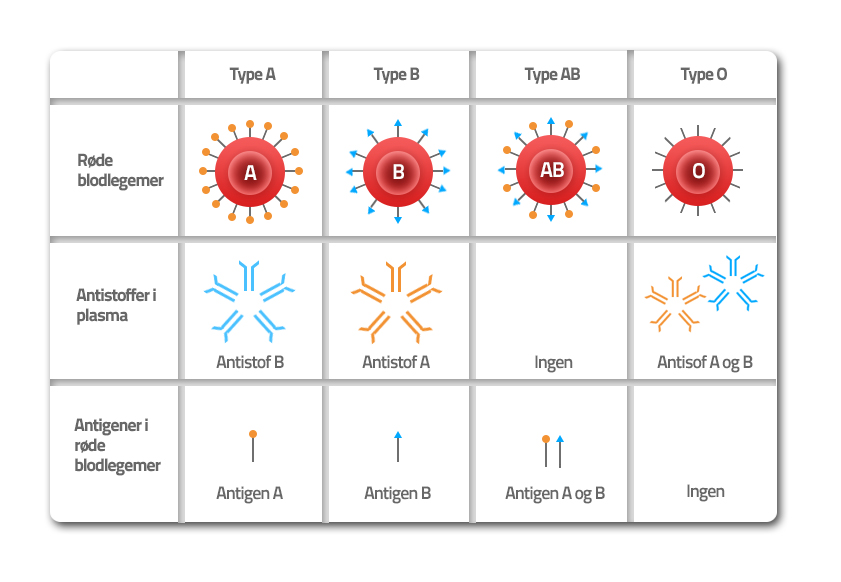 Type A
Type B
Type AB
Type O
Røde
blodlegemer
A
B
AB
O
Antistoffer i
plasma
Antistof B
Antistof A
Ingen
Antisof A og B
Antigener i
røde
blodlegemer
Antigen A
Antigen B
Antigen A og B
Ingen